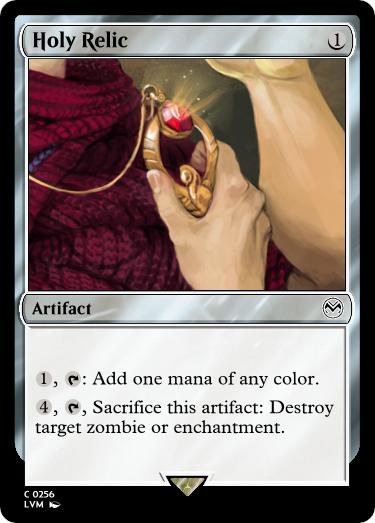 Holy Relic 1
Artifact
1, : Add one mana of any color.
4, , Sacrifice this artifact: Destroy
target zombie or enchantment.
C 0256
LVM